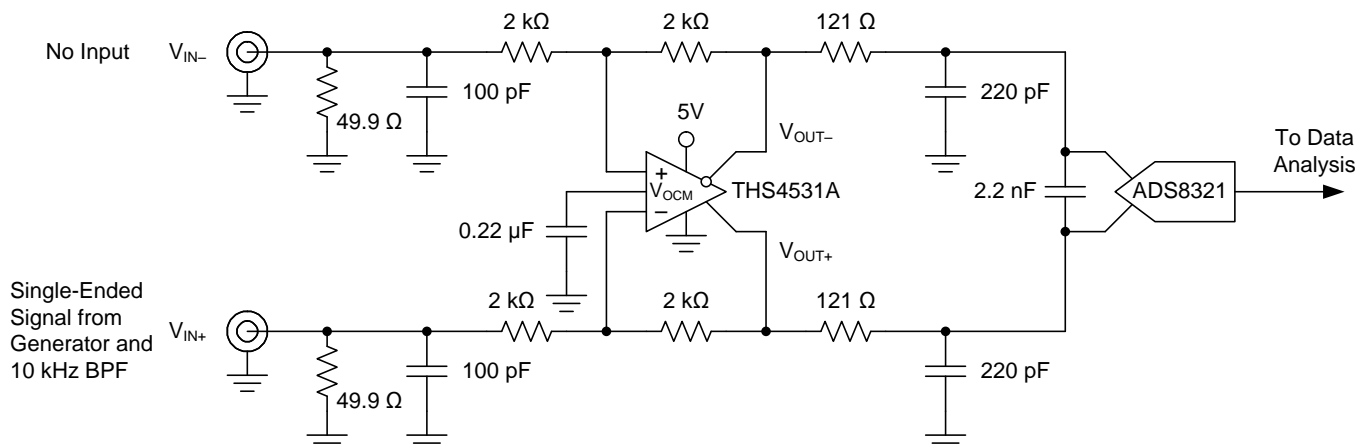 2 kΩ
2 kΩ
121 Ω
No Input
VIN–
49.9 Ω
100 pF
220 pF
5V
VOUT–
+
VOCM
–
THS4531A
2.2 nF
ADS8321
To Data
Analysis
0.22 µF
VOUT+
2 kΩ
2 kΩ
121 Ω
Single-Ended
Signal from
Generator and
10 kHz BPF
VIN+
49.9 Ω
100 pF
220 pF